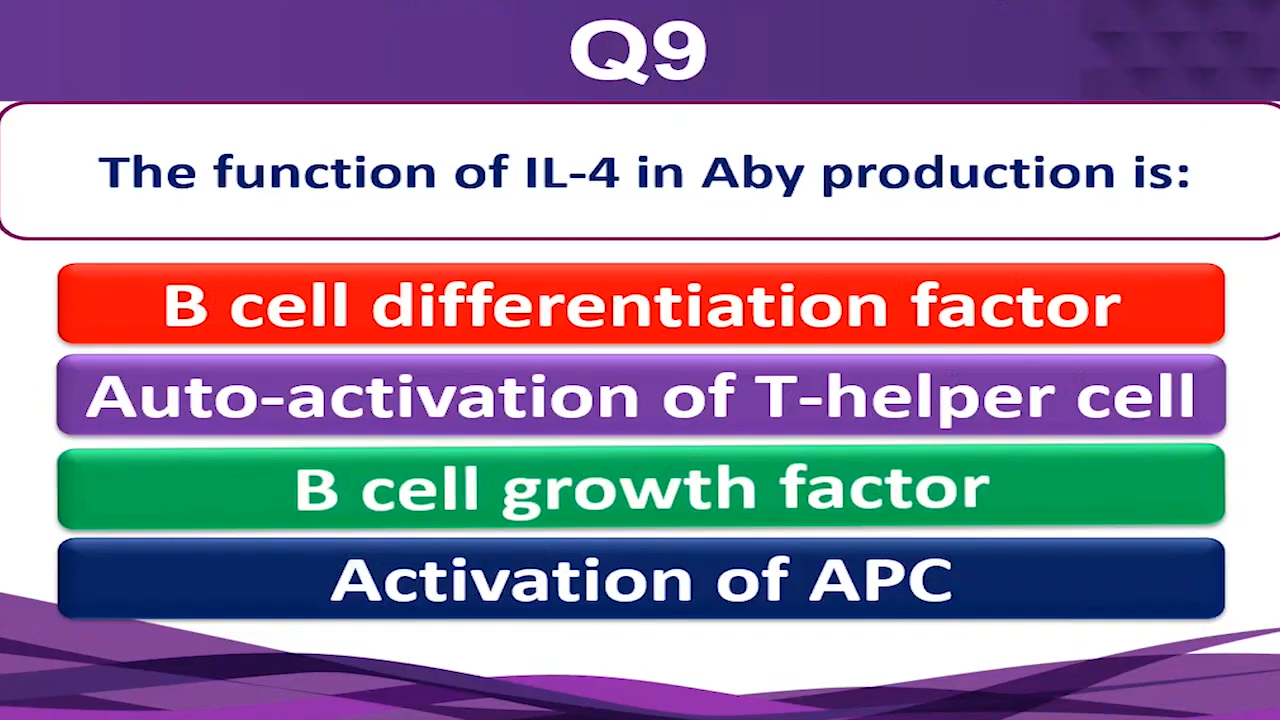 Q9
The function of IL-4 in Aby production is:
B cell differentiation factor
Auto-activation of T-helper cell
B cell growth factor
Activation of APC